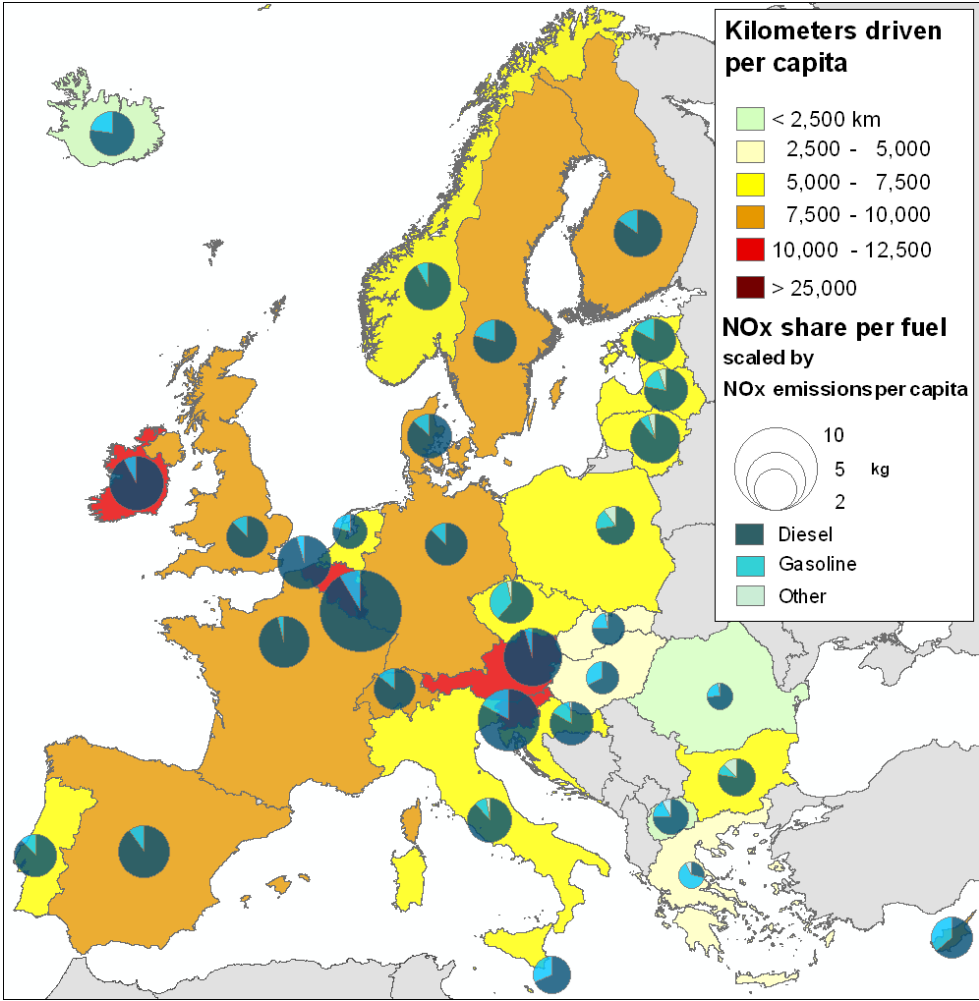 Kilometers driven
per capita
< 2,500 km
2,500 - 5,000
5,000 - 7,500
7,500 - 10,000
10,000 - 12,500
> 25,000
NOx share per fuel
scaled by
NOx emissions per capita
10
5 kg
2
Diesel
Gasoline
Other